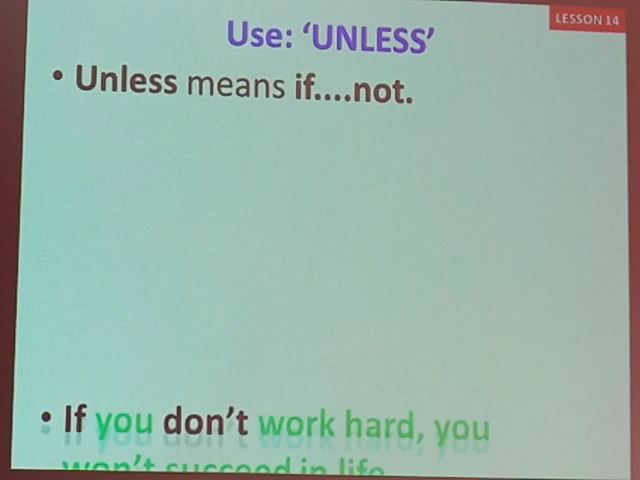 LESSON 14
Use: ‘UNLESS’
• Unless means if....not.
• If you don’t work hard, you
won’t succeed in life